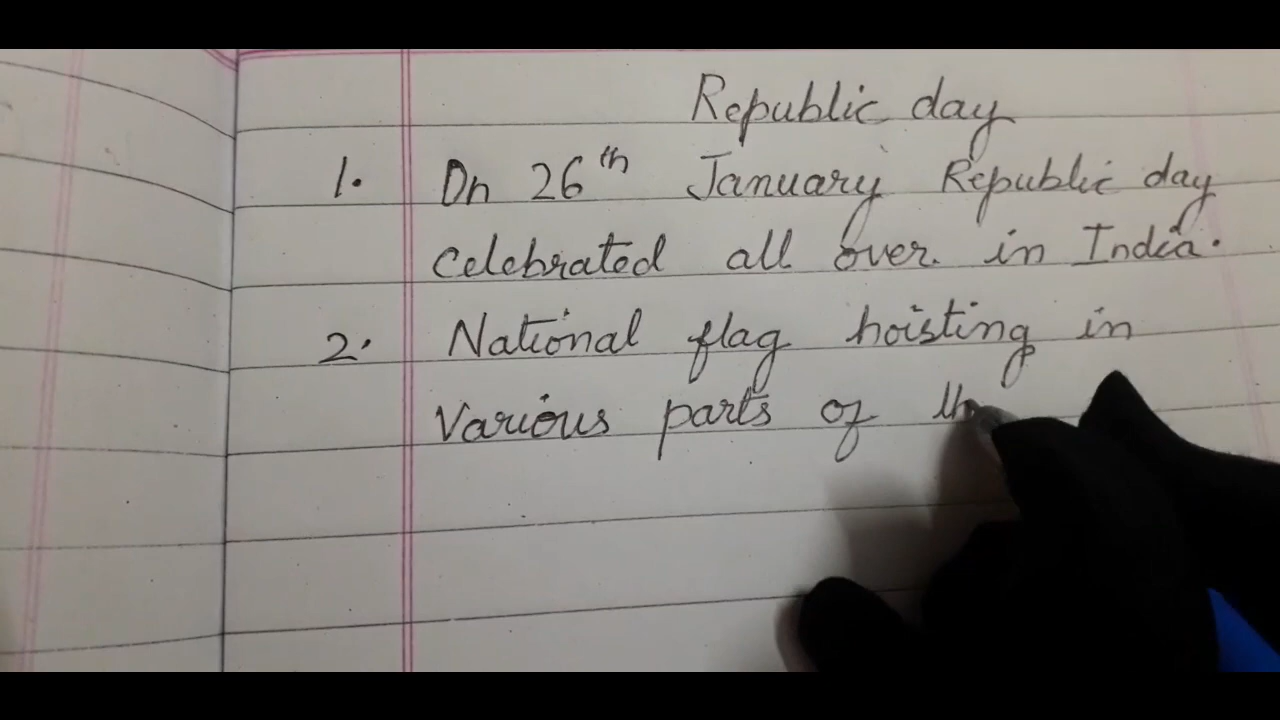 Republic day
1. On 26th January Republic day
celebrated all over in India.
2. National flag hoisting in
Various parts of